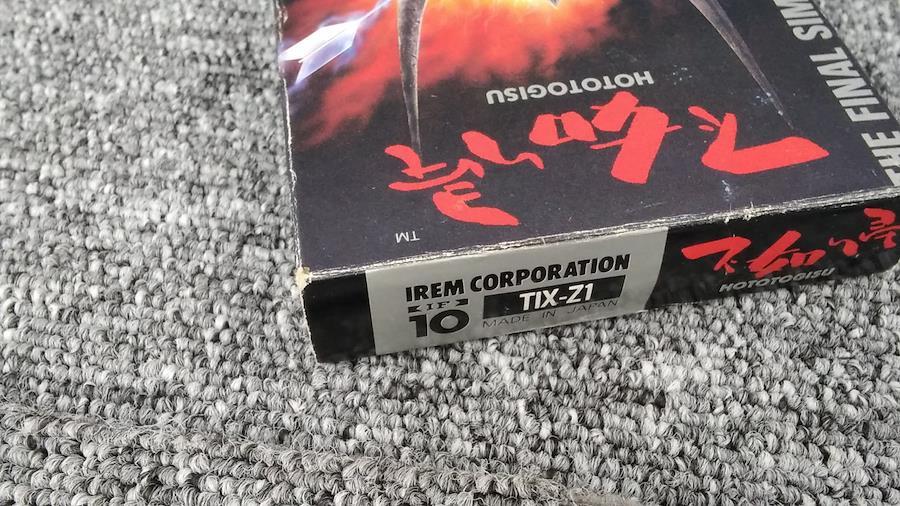 THE FINAL SIM
不如帰
HOTOTOGISU
TM
IREM CORPORATION
IF
10
TIX-Z1
MADE IN JAPAN
不如帰
HOTOTOGISU